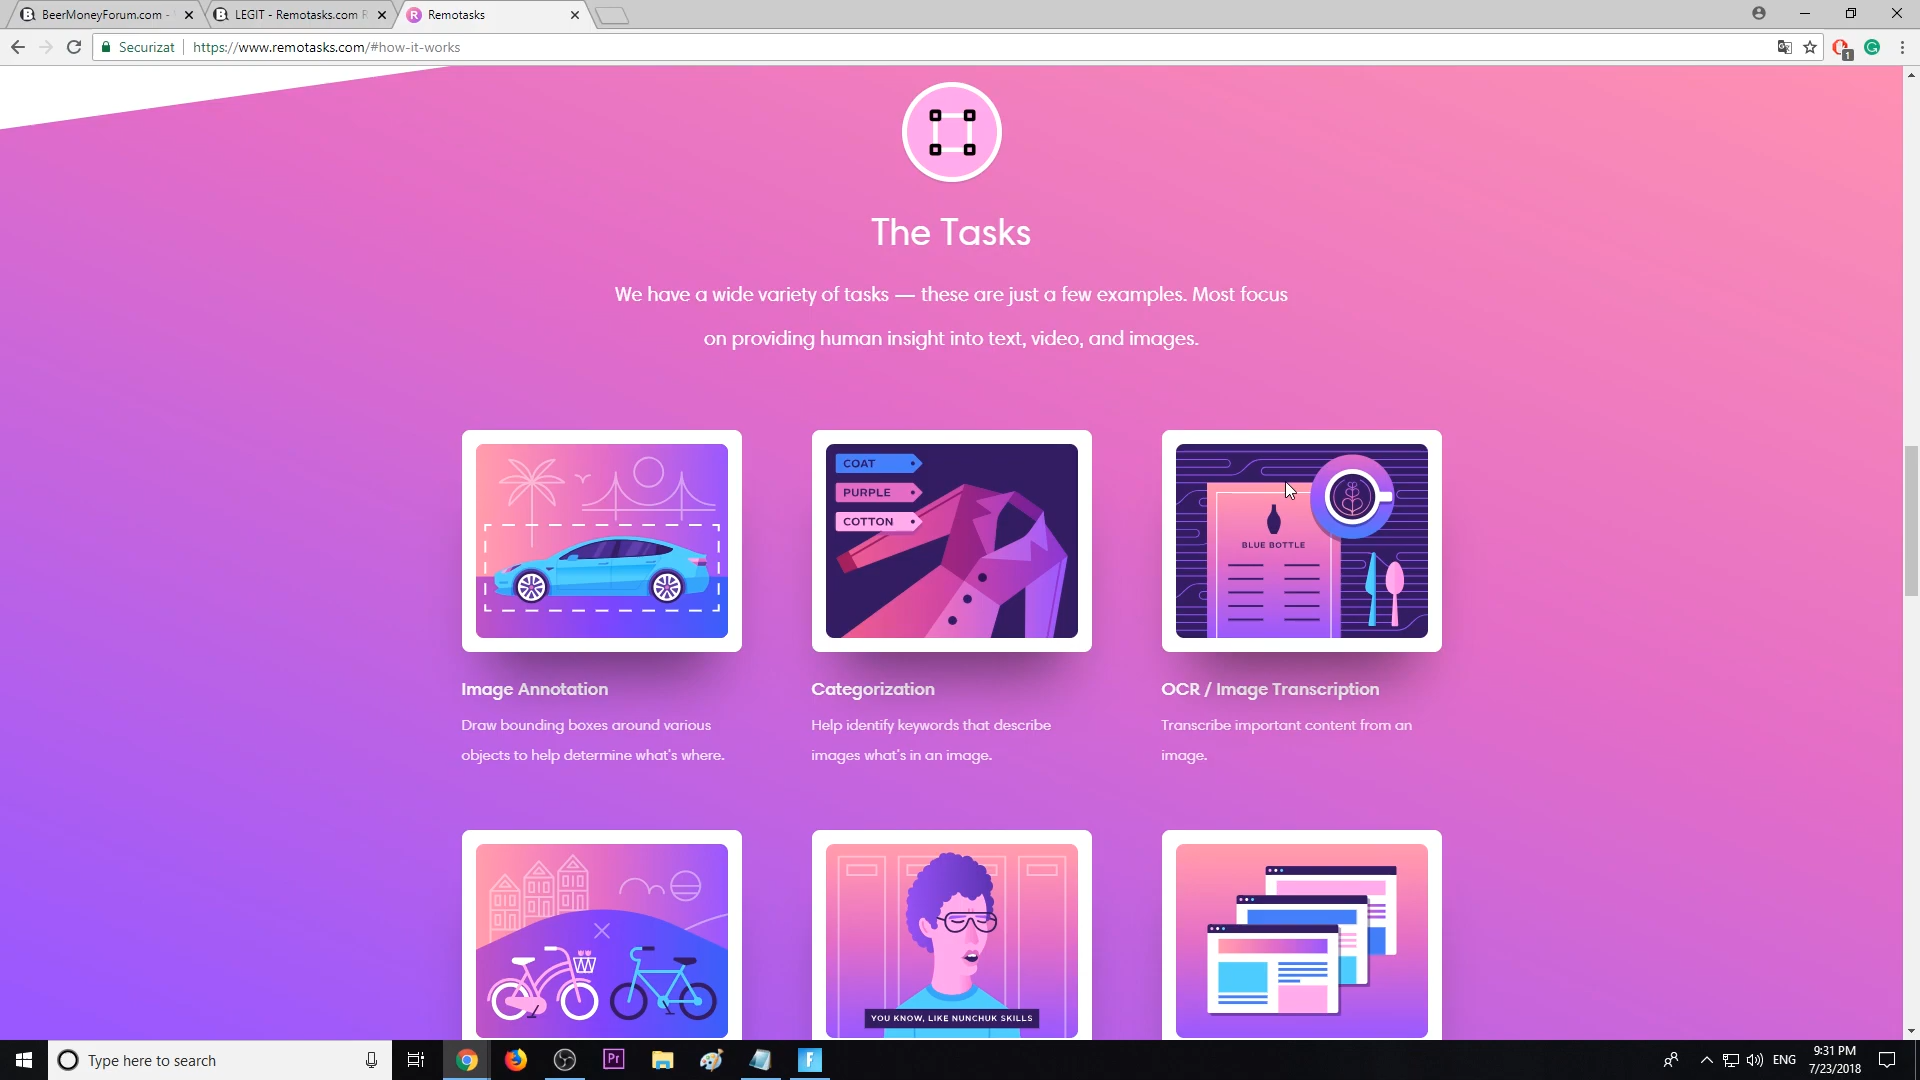 BeerMoneyForum.com -
LEGIT - Remotasks.com R
Remotasks
Securizat
https://www.remotasks.com/#how-it-works
1
The Tasks
We have a wide variety of tasks — these are just a few examples. Most focus
on providing human insight into text, video, and images.
COAT
PURPLE
COTTON
BLUE BOTTLE
Image Annotation
Draw bounding boxes around various
objects to help determine what's where.
Categorization
Help identify keywords that describe
images what's in an image.
OCR / Image Transcription
Transcribe important content from an
image.
YOU KNOW, LIKE NUNCHUK SKILLS
Type here to search
Pr
ENG
9:31 PM
7/23/2018